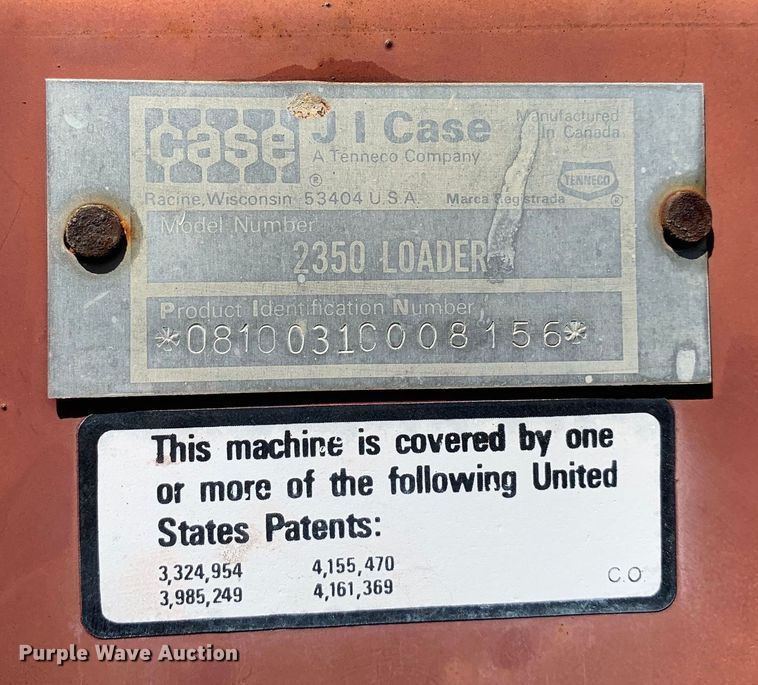 case
J I Case
Manufactured
In Canada
A Tenneco Company
®
TENNECO
Racine, Wisconsin 53404 U.S.A.
Marca Registrada ®
Model Number
2350 LOADER
Product Identification Number
*08100310008156*
This machine is covered by one
or more of the following United
States Patents:
3,324,954 4,155,470
3,985,249 4,161,369
C.O.
Purple Wave Auction